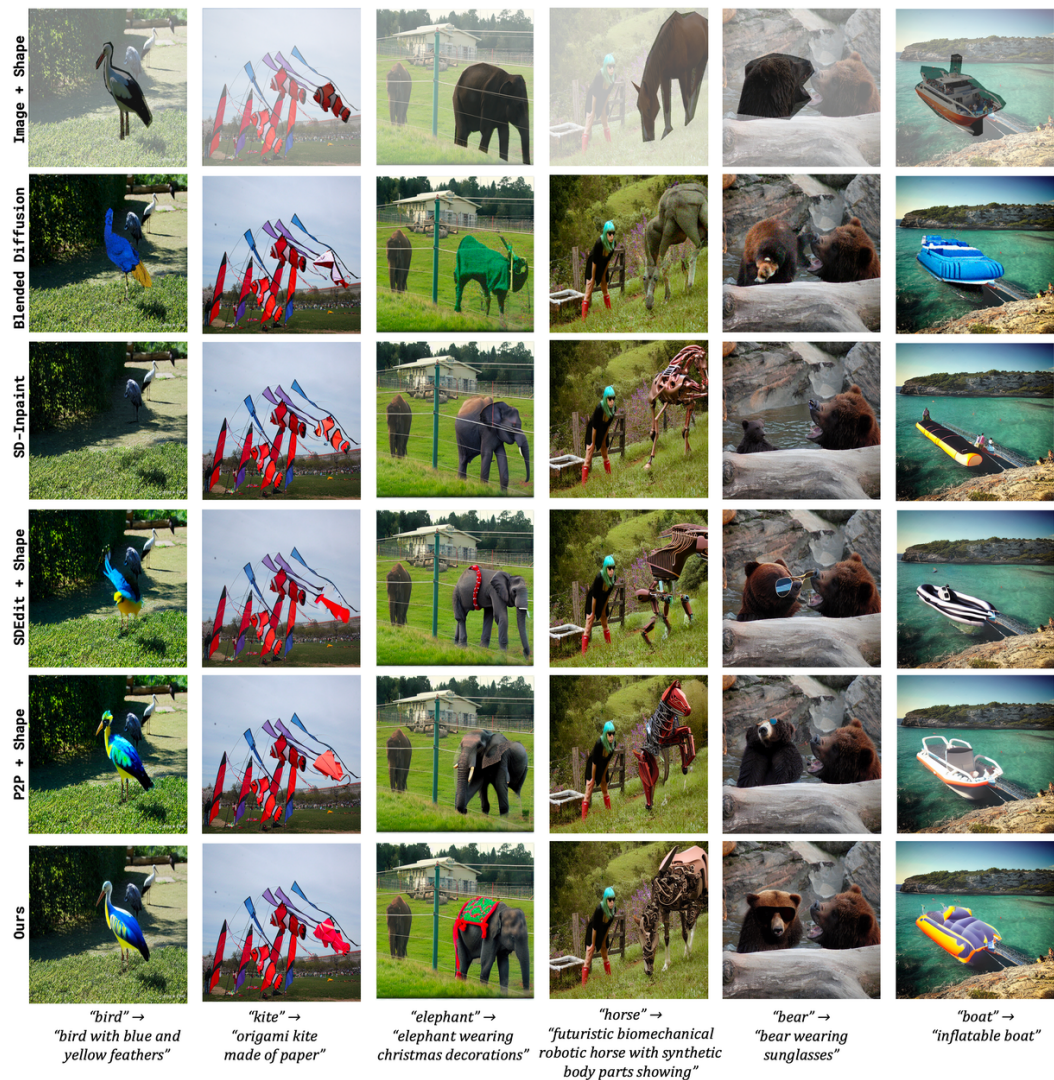 Image + Shape
Blended Diffusion
SD-Inpaint
SDEdit + Shape
P2P + Shape
Ours
“bird” →
“bird with blue and
yellow feathers”
“kite” →
“origami kite
made of paper”
“elephant” →
“elephant wearing
christmas decorations”
“horse” →
“futuristic biomechanical
robotic horse with synthetic
body parts showing”
“bear” →
“bear wearing
sunglasses”
“boat” →
“inflatable boat”